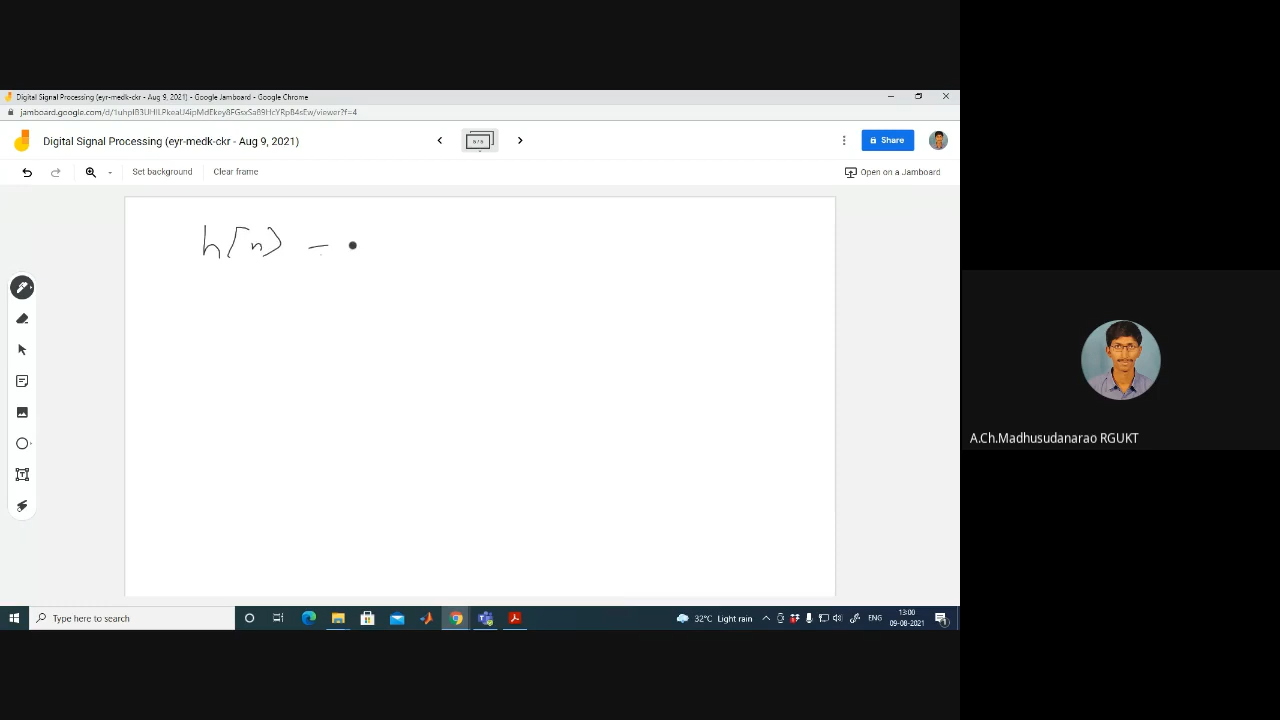 Digital Signal Processing (eyr-medk-ckr - Aug 9, 2021) - Google Jamboard - Google Chrome
Digital Signal Processing (eyr-medk-ckr - Aug 9, 2021)
Share
Set background
Clear frame
Open on a Jamboard
h[n] =
A.Ch.Madhusudanarao RGUKT
Type here to search
32°C Light rain
ENG
13:00
09-08-2021